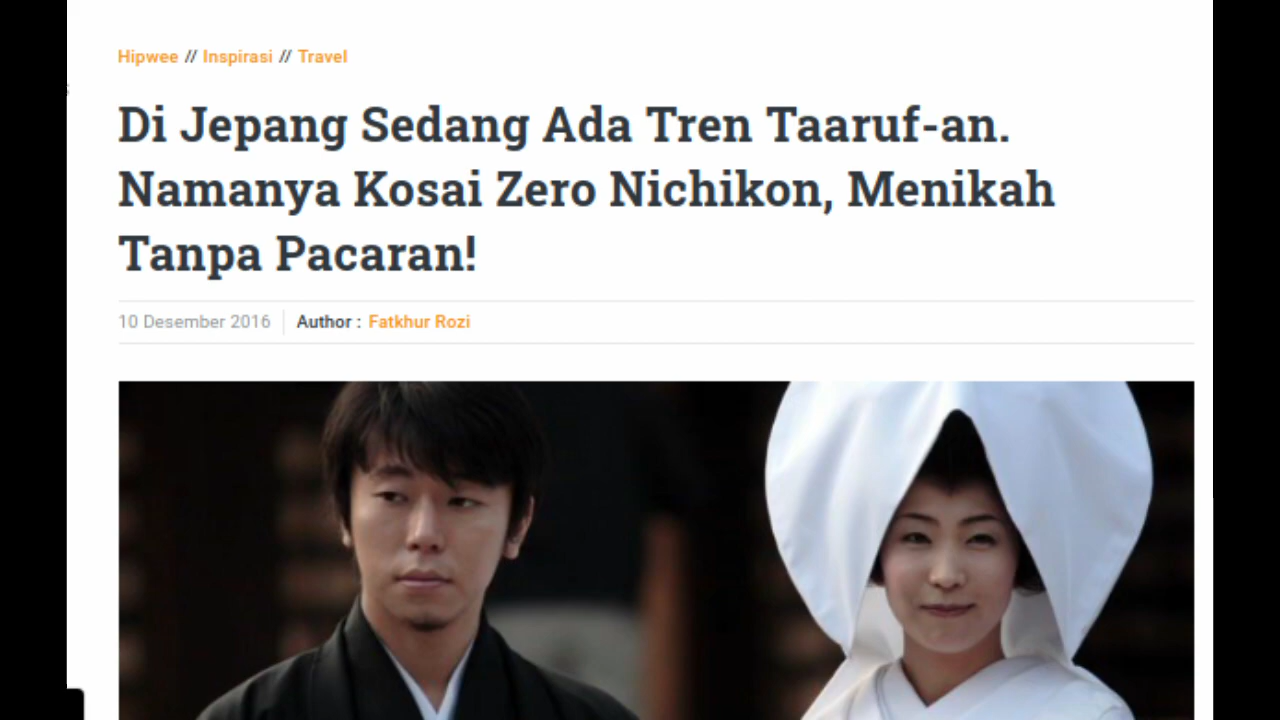 Hipwee // Inspirasi // Travel
Di Jepang Sedang Ada Tren Taaruf-an.
Namanya Kosai Zero Nichikon, Menikah
Tanpa Pacaran!
10 Desember 2016 Author : Fatkhur Rozi